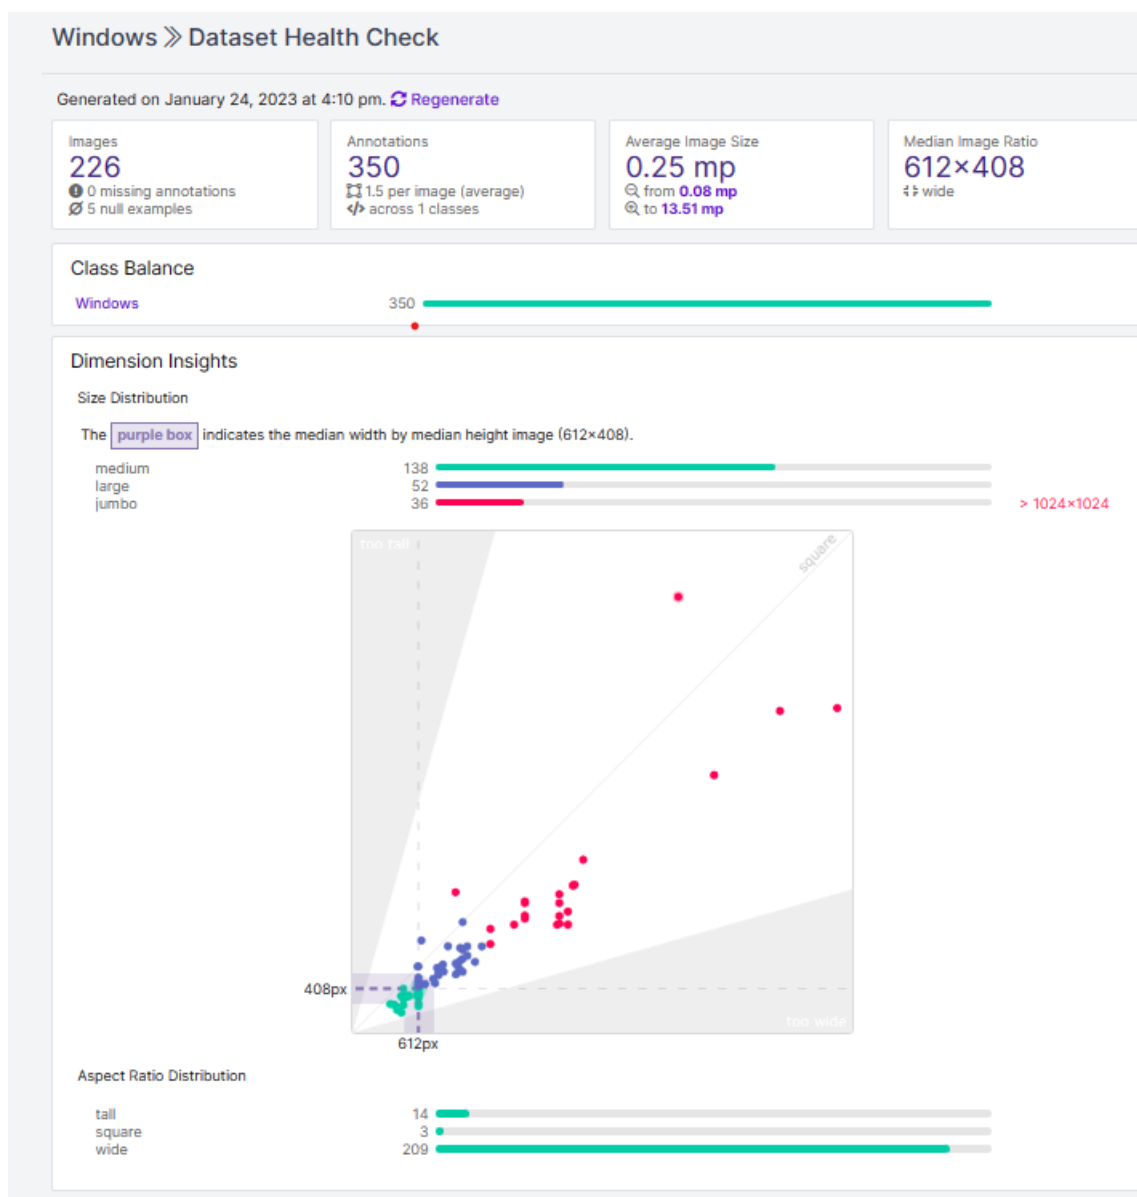 Windows ≫ Dataset Health Check
Generated on January 24, 2023 at 4:10 pm. Regenerate
Images
226
0 missing annotations
5 null examples
Annotations
350
1.5 per image (average)
across 1 classes
Average Image Size
0.25 mp
from 0.08 mp
to 13.51 mp
Median Image Ratio
612×408
wide
Class Balance
Windows 350
Dimension Insights
Size Distribution
The purple box indicates the median width by median height image (612×408).
medium 138
large 52
jumbo 36 > 1024×1024
too tall
square
408px
too wide
612px
Aspect Ratio Distribution
tall 14
square 3
wide 209